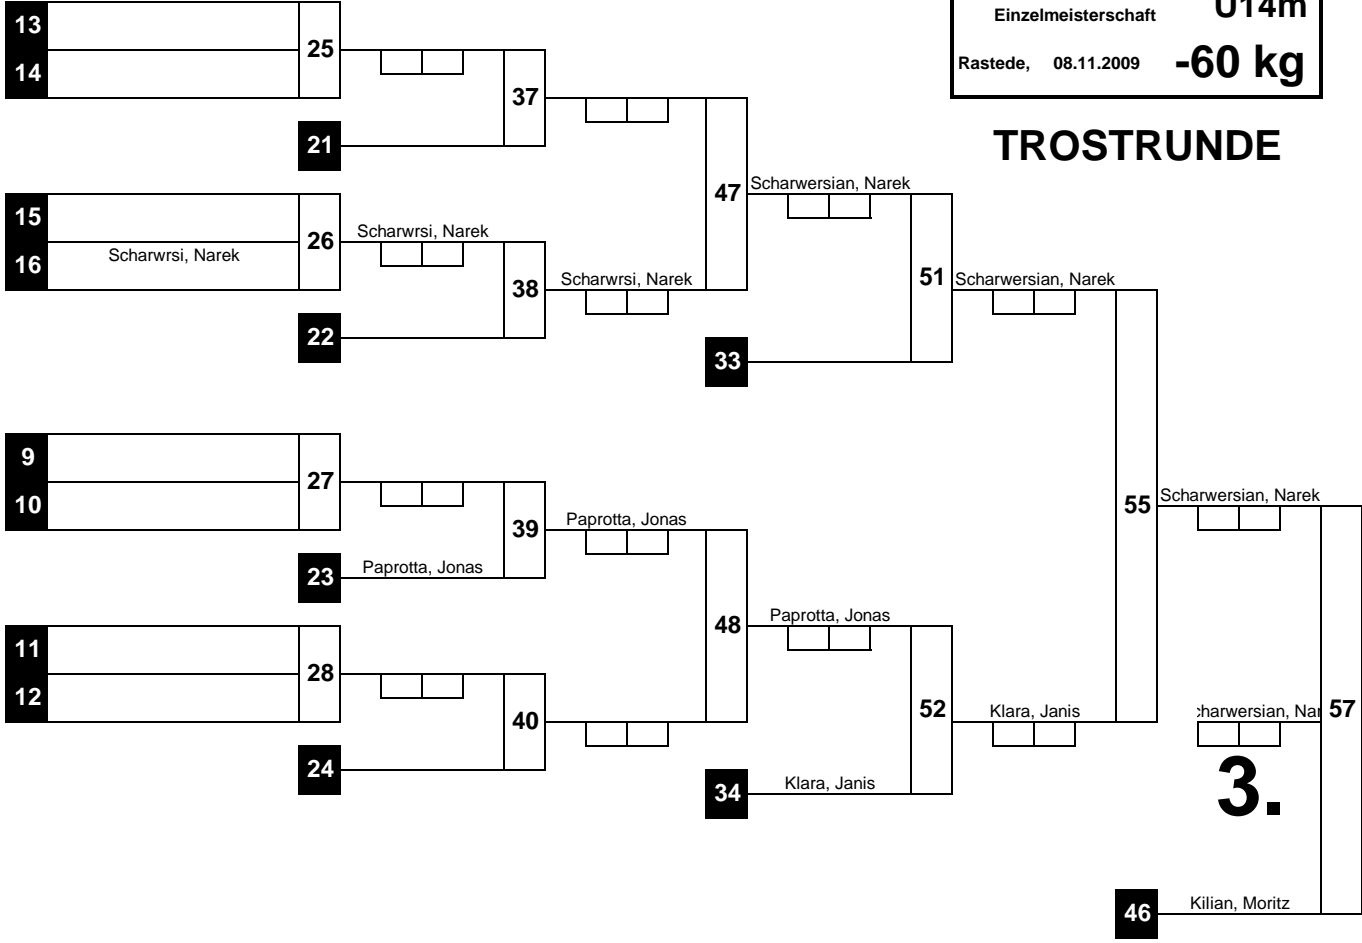 U14m
Einzelmeisterschaft
Rastede, 08.11.2009 -60 kg
TROSTRUNDE
13
25
14
37
21
47
Scharwersian, Narek
15
26
Scharwrsi, Narek
16
Scharwrsi, Narek
38
Scharwrsi, Narek
51
Scharwersian, Narek
22
33
9
27
10
39
Paprotta, Jonas
55
Scharwersian, Narek
23
Paprotta, Jonas
48
Paprotta, Jonas
11
28
12
40
52
Klara, Janis
charwersian, Nar
57
24
34
Klara, Janis
3.
46
Kilian, Moritz